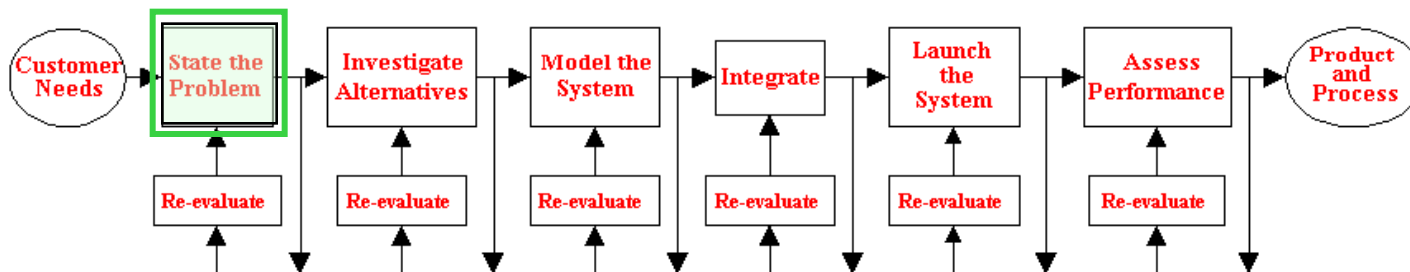 Customer
Needs
State the
Problem
Investigate
Alternatives
Model the
System
Integrate
Launch
the
System
Assess
Performance
Product
and
Process
Re-evaluate
Re-evaluate
Re-evaluate
Re-evaluate
Re-evaluate
Re-evaluate